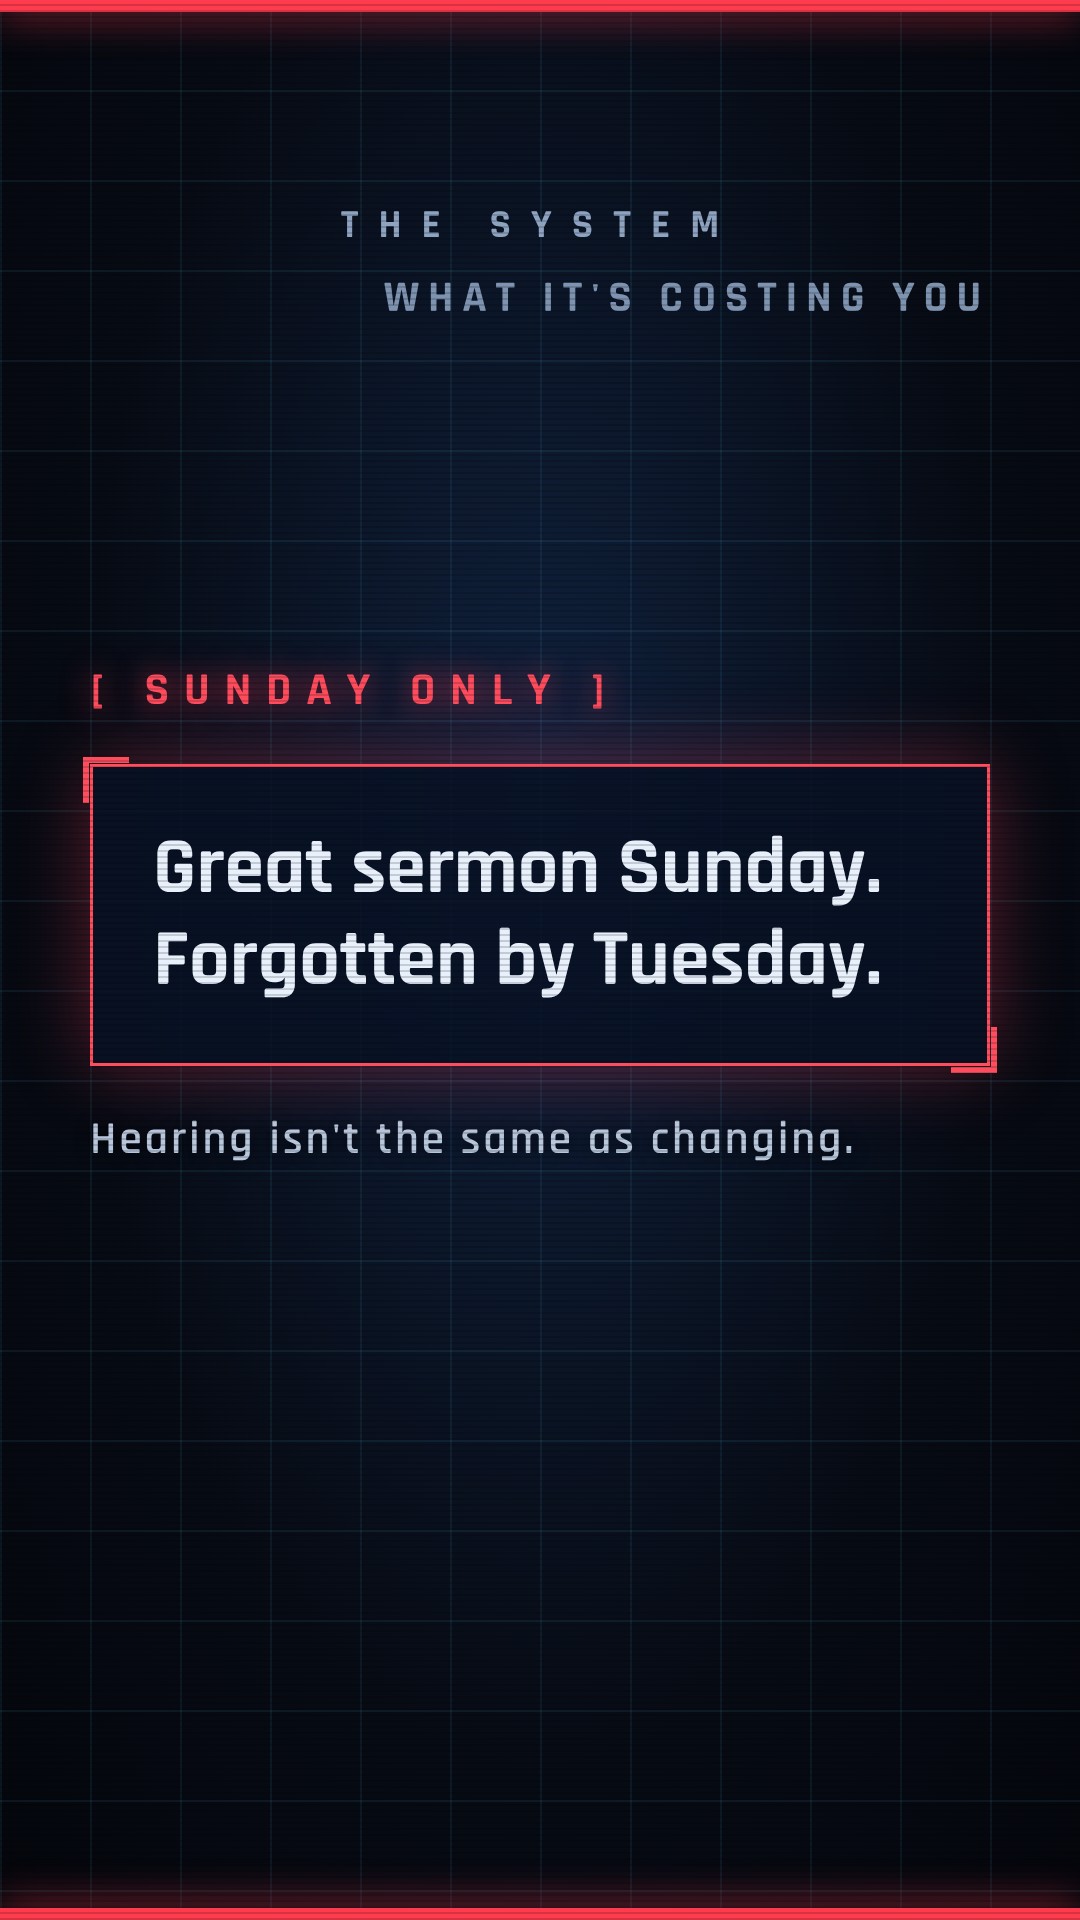 THE SYSTEM
WHAT IT'S COSTING YOU
[ SUNDAY ONLY ]
Great sermon Sunday.
Forgotten by Tuesday.
Hearing isn't the same as changing.